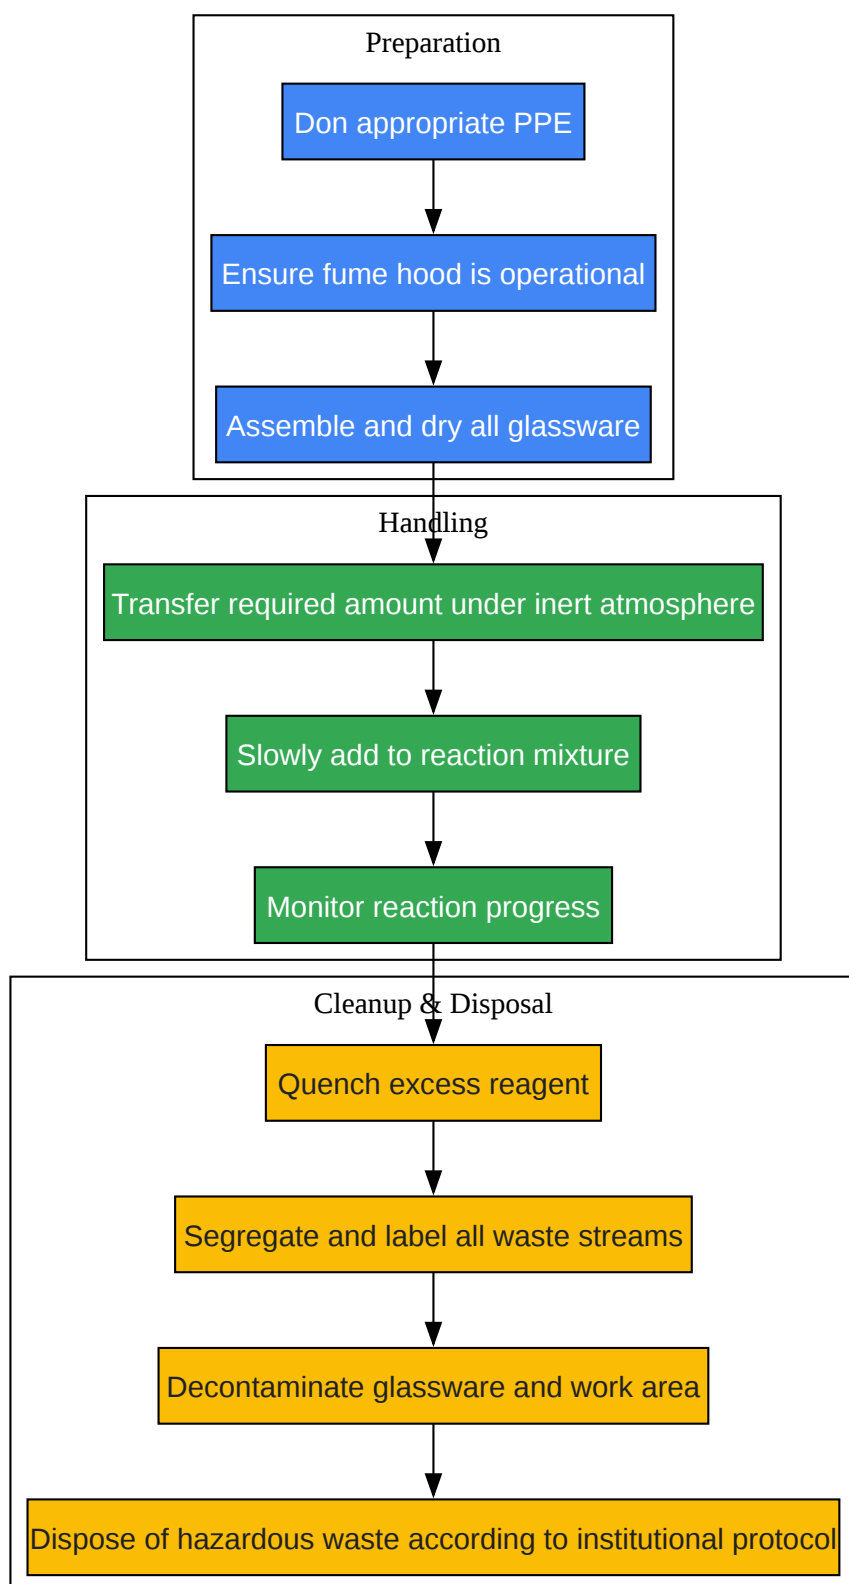 Preparation
Don appropriate PPE
Ensure fume hood is operational
Assemble and dry all glassware
Handling
Transfer required amount under inert atmosphere
Slowly add to reaction mixture
Monitor reaction progress
Cleanup & Disposal
Quench excess reagent
Segregate and label all waste streams
Decontaminate glassware and work area
Dispose of hazardous waste according to institutional protocol